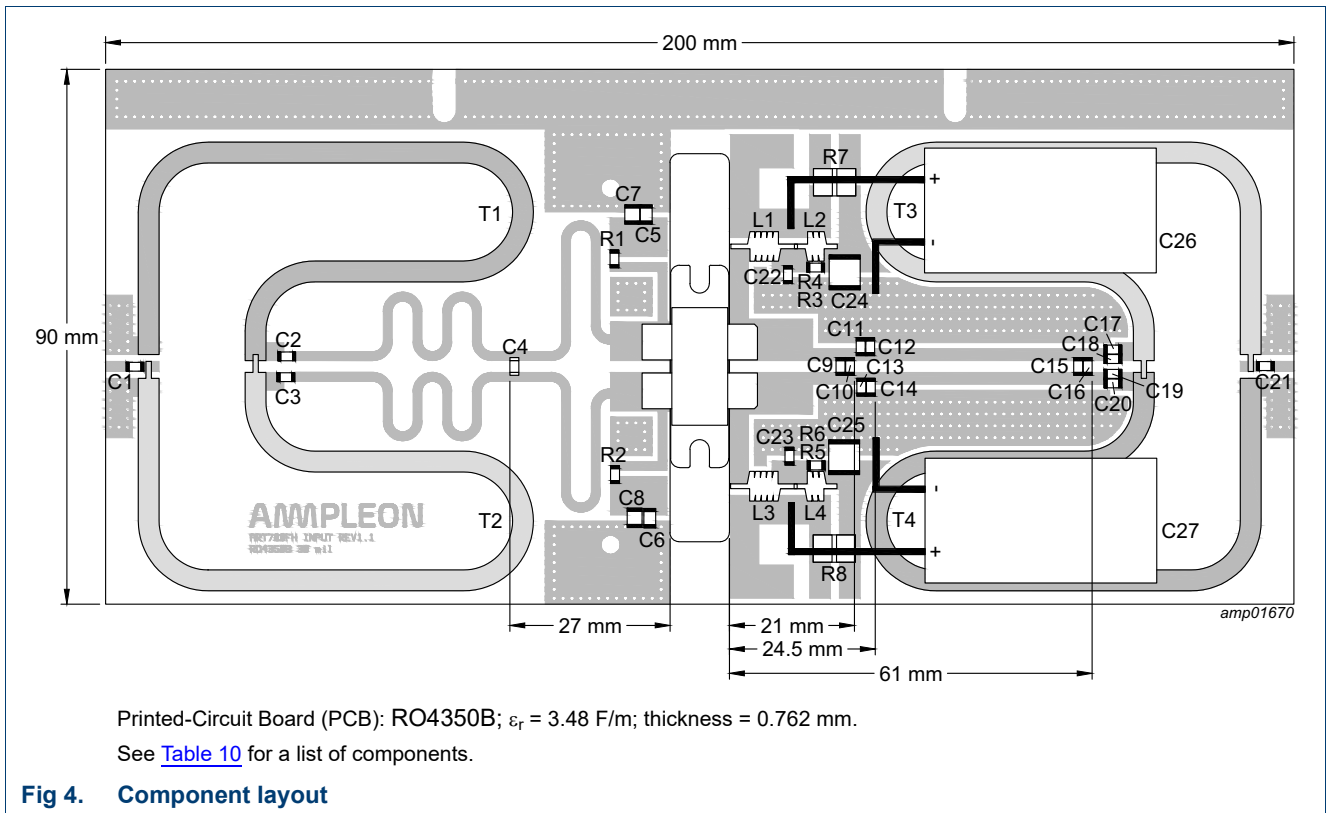 200 mm
90 mm
R7
C7
T1
C5
L1
L2
T3
+
C26
R1
-
C22
R4
R3
C24
C11
C17
C2
C4
C12
C18
C1
C9
C13
C15
C21
C3
C10
C14
C16
C19
C20
C23
R6
C25
R2
R5
-
AMPLEON
T2
C8
C6
L3
L4
T4
C27
+
R8
amp01670
27 mm
21 mm
24.5 mm
61 mm
Printed-Circuit Board (PCB): RO4350B; εr = 3.48 F/m; thickness = 0.762 mm.
See Table 10 for a list of components.
Fig 4. Component layout